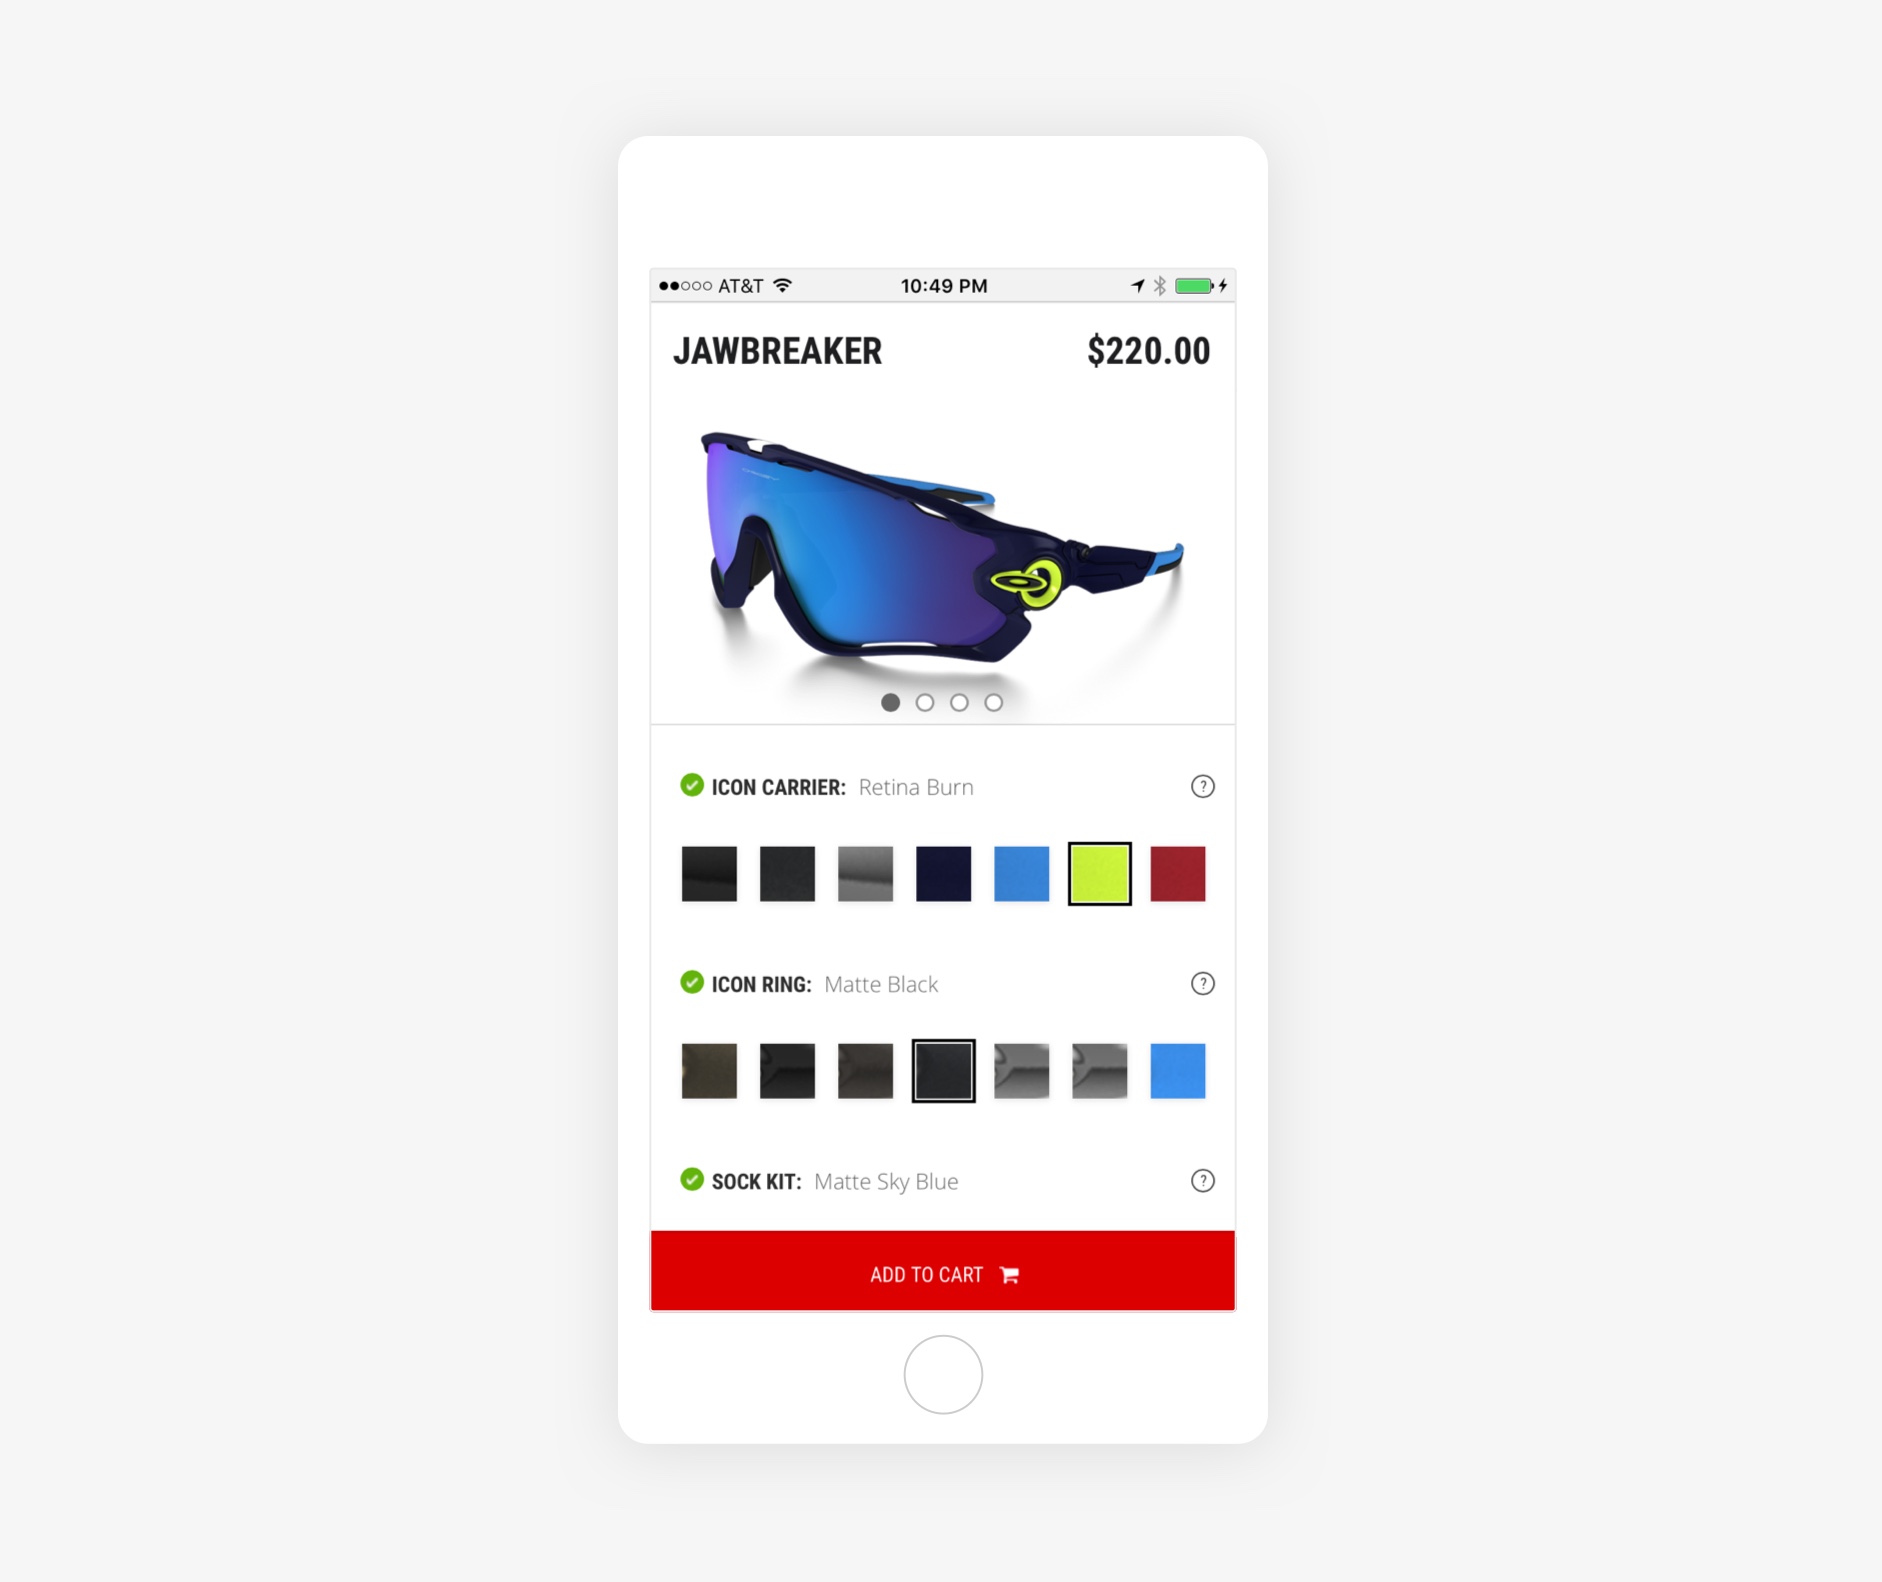 AT&T 10:49 PM
JAWBREAKER $220.00
ICON CARRIER: Retina Burn ?
ICON RING: Matte Black ?
SOCK KIT: Matte Sky Blue ?
ADD TO CART